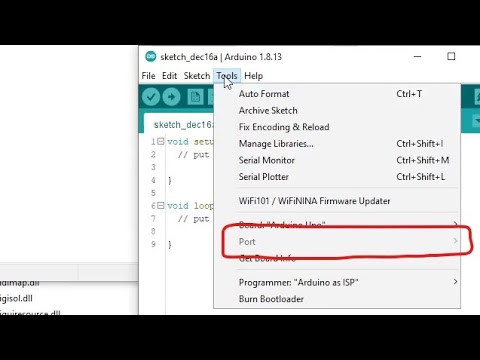 sketch_dec16a | Arduino 1.8.13
File Edit Sketch Tools Help
Auto Format Ctrl+T
Archive Sketch
Fix Encoding & Reload
Manage Libraries... Ctrl+Shift+I
Serial Monitor Ctrl+Shift+M
Serial Plotter Ctrl+Shift+L
WiFi101 / WiFiNINA Firmware Updater
Board: "Arduino Uno"
Port
Get Board Info
Programmer: "Arduino as ISP"
Burn Bootloader
sketch_dec16a
1 void setu
2 // put
3
4 }
5
6 void loop
7 // put
8
9 }
dimap.dll
igisol.dll
iguiresource.dll